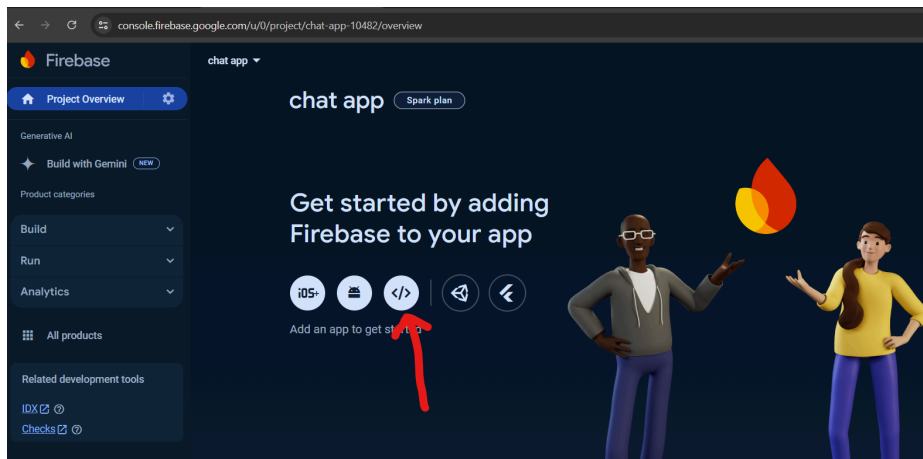 console.firebase.google.com/u/0/project/chat-app-10482/overview
Firebase
chat app
Project Overview
chat app
Spark plan
Generative AI
Build with Gemini NEW
Product categories
Get started by adding
Firebase to your app
Build
Run
Analytics
iOS+
</>
Add an app to get started
All products
Related development tools
IDX
Checks